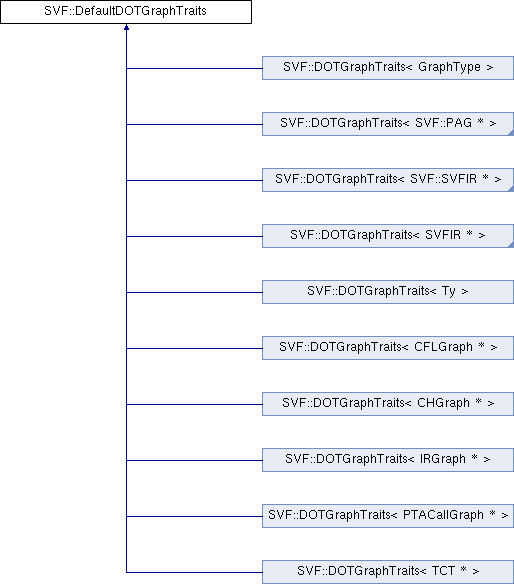 SVF::DefaultDOTGraphTraits
SVF::DOTGraphTraits< GraphType >
SVF::DOTGraphTraits< SVF::PAG * >
SVF::DOTGraphTraits< SVF::SVFIR * >
SVF::DOTGraphTraits< SVFIR * >
SVF::DOTGraphTraits< Ty >
SVF::DOTGraphTraits< CFLGraph * >
SVF::DOTGraphTraits< CHGraph * >
SVF::DOTGraphTraits< IRGraph * >
SVF::DOTGraphTraits< PTACallGraph * >
SVF::DOTGraphTraits< TCT * >